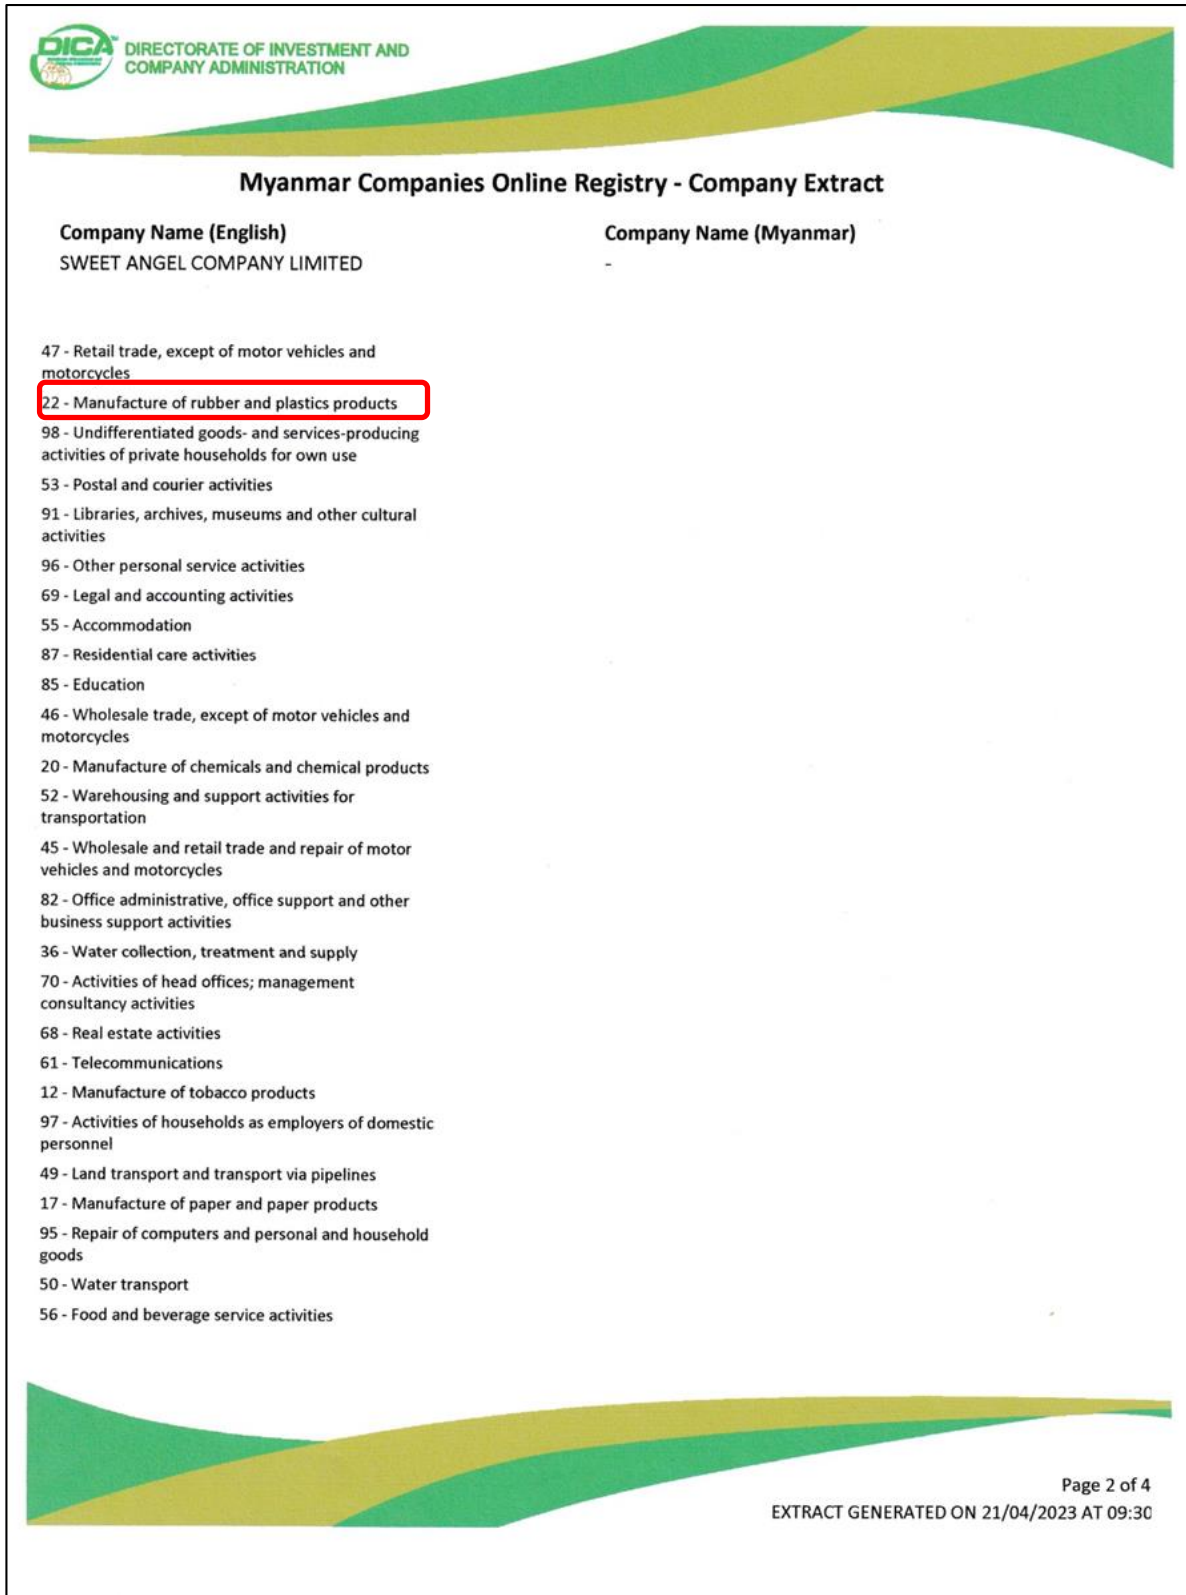 DICA
DIRECTORATE OF INVESTMENT AND
COMPANY ADMINISTRATION
Myanmar Companies Online Registry - Company Extract
Company Name (English)
Company Name (Myanmar)
SWEET ANGEL COMPANY LIMITED
-
47 - Retail trade, except of motor vehicles and
motorcycles
22 - Manufacture of rubber and plastics products
98 - Undifferentiated goods- and services-producing
activities of private households for own use
53 - Postal and courier activities
91 - Libraries, archives, museums and other cultural
activities
96 - Other personal service activities
69 - Legal and accounting activities
55 - Accommodation
87 - Residential care activities
85 - Education
46 - Wholesale trade, except of motor vehicles and
motorcycles
20 - Manufacture of chemicals and chemical products
52 - Warehousing and support activities for
transportation
45 - Wholesale and retail trade and repair of motor
vehicles and motorcycles
82 - Office administrative, office support and other
business support activities
36 - Water collection, treatment and supply
70 - Activities of head offices; management
consultancy activities
68 - Real estate activities
61 - Telecommunications
12 - Manufacture of tobacco products
97 - Activities of households as employers of domestic
personnel
49 - Land transport and transport via pipelines
17 - Manufacture of paper and paper products
95 - Repair of computers and personal and household
goods
50 - Water transport
56 - Food and beverage service activities
Page 2 of 4
EXTRACT GENERATED ON 21/04/2023 AT 09:30